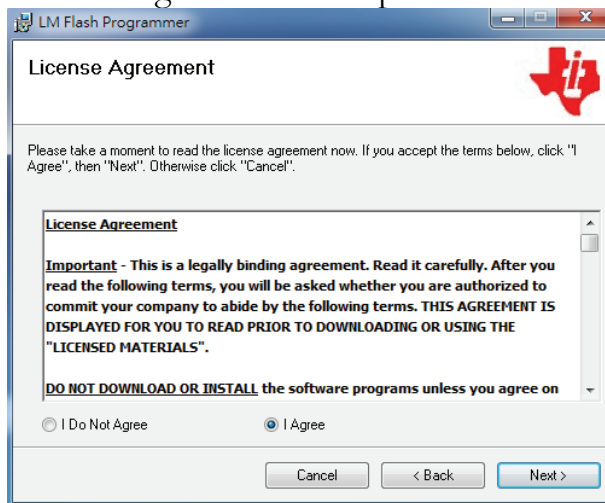 LM Flash Programmer
License Agreement
Please take a moment to read the license agreement now. If you accept the terms below, click "I
Agree", then "Next". Otherwise click "Cancel".
License Agreement
Important - This is a legally binding agreement. Read it carefully. After you
read the following terms, you will be asked whether you are authorized to
commit your company to abide by the following terms. THIS AGREEMENT IS
DISPLAYED FOR YOU TO READ PRIOR TO DOWNLOADING OR USING THE
"LICENSED MATERIALS".
DO NOT DOWNLOAD OR INSTALL the software programs unless you agree on
I Do Not Agree
I Agree
Cancel
< Back
Next >